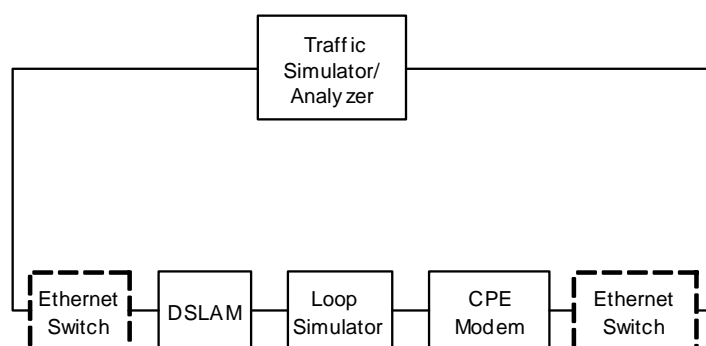 Traffic
Simulator/
Analyzer
Ethernet
Switch
DSLAM
Loop
Simulator
CPE
Modem
Ethernet
Switch